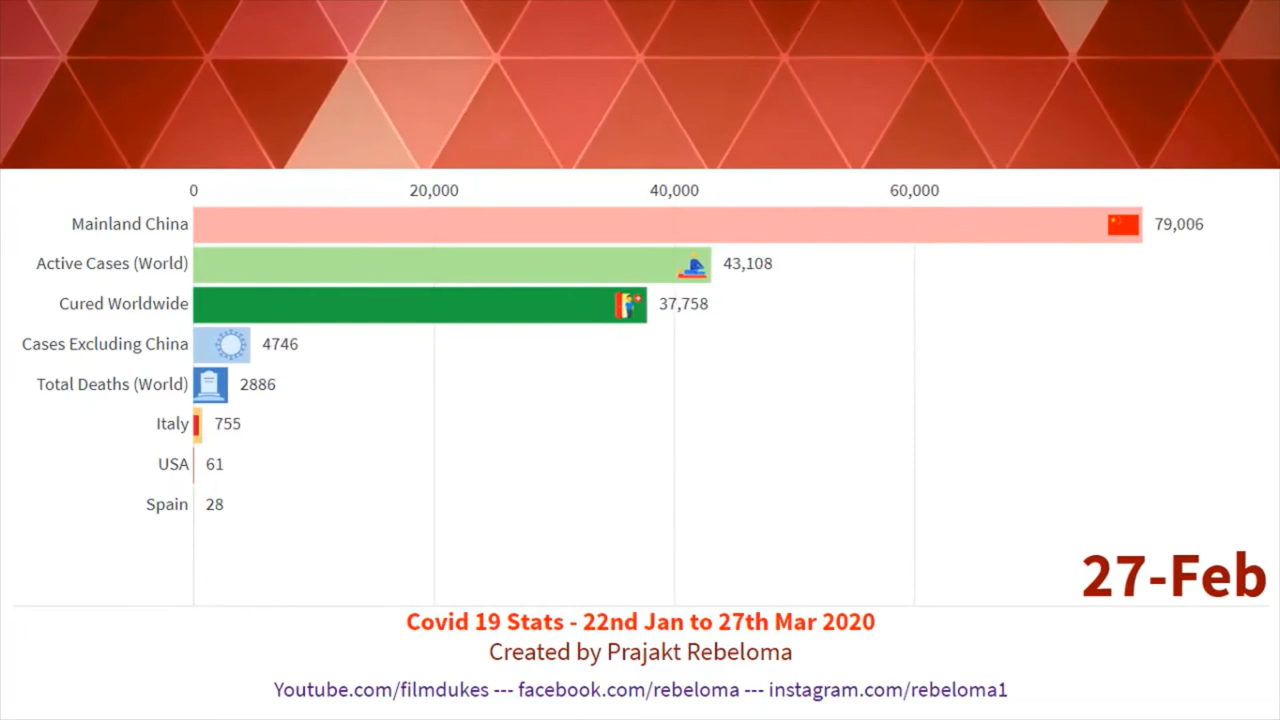 0 20,000 40,000 60,000
Mainland China 79,006
Active Cases (World) 43,108
Cured Worldwide 37,758
Cases Excluding China 4746
Total Deaths (World) 2886
Italy 755
USA 61
Spain 28
27-Feb
Covid 19 Stats - 22nd Jan to 27th Mar 2020
Created by Prajakt Rebeloma
Youtube.com/filmdukes --- facebook.com/rebeloma --- instagram.com/rebeloma1